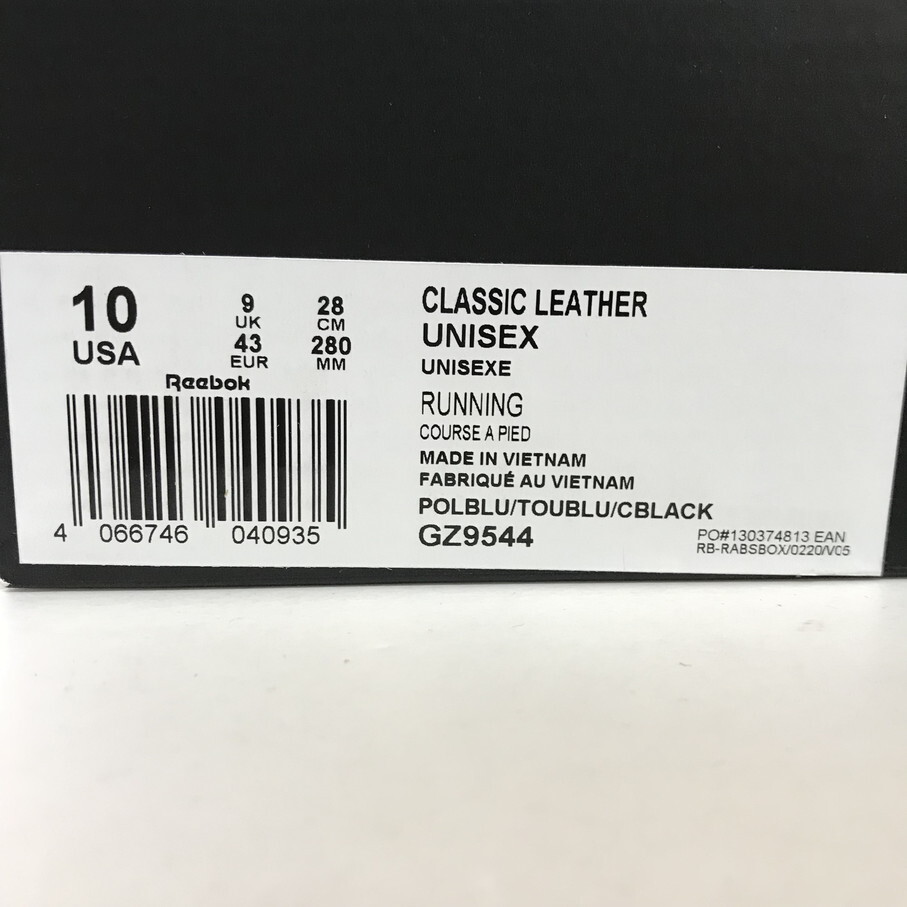 10
USA
9
UK
43
EUR
28
CM
280
MM
Reebok
4 066746 040935
CLASSIC LEATHER
UNISEX
UNISEXE
RUNNING
COURSE A PIED
MADE IN VIETNAM
FABRIQUÉ AU VIETNAM
POLBLU/TOUBLU/CBLACK
GZ9544
PO#130374813 EAN
RB-RABSBOX/0220/V05